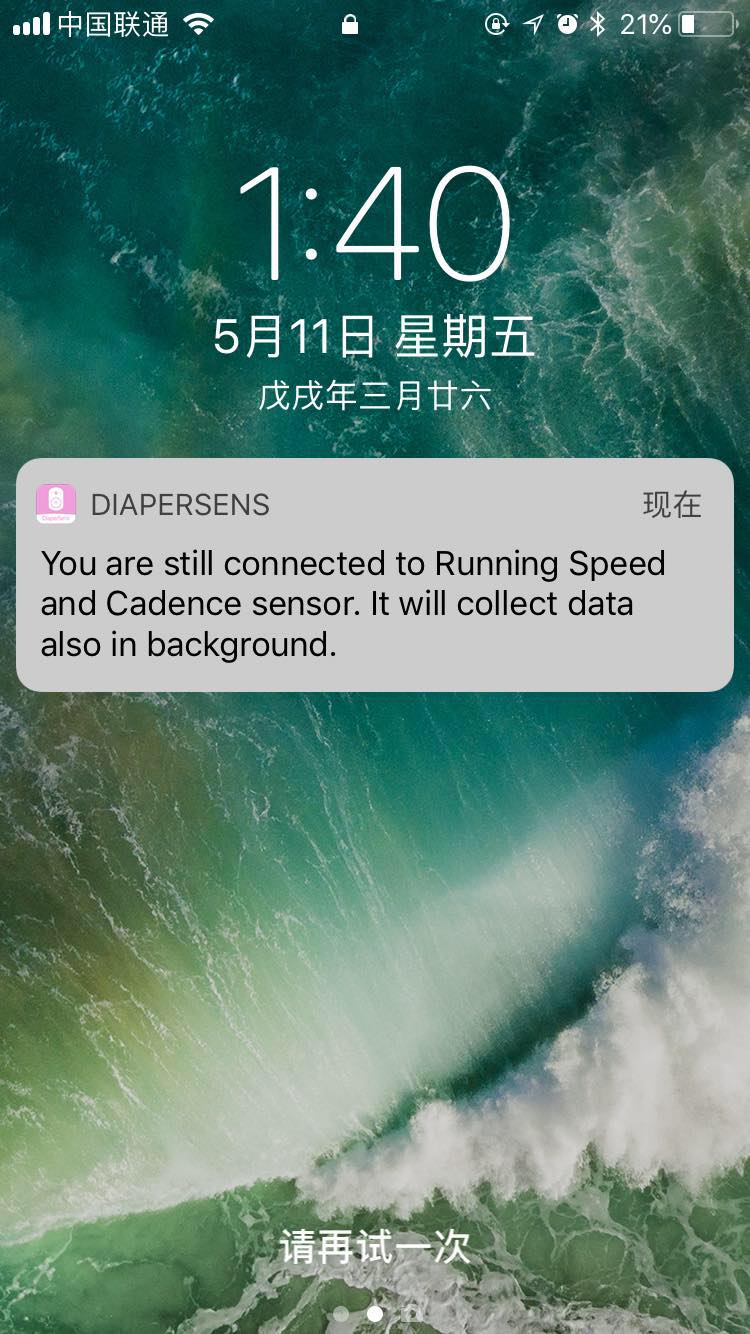 中国联通 21%
1:40
5月11日 星期五
戊戌年三月廿六
DIAPERSENS 现在
You are still connected to Running Speed
and Cadence sensor. It will collect data
also in background.
请再试一次